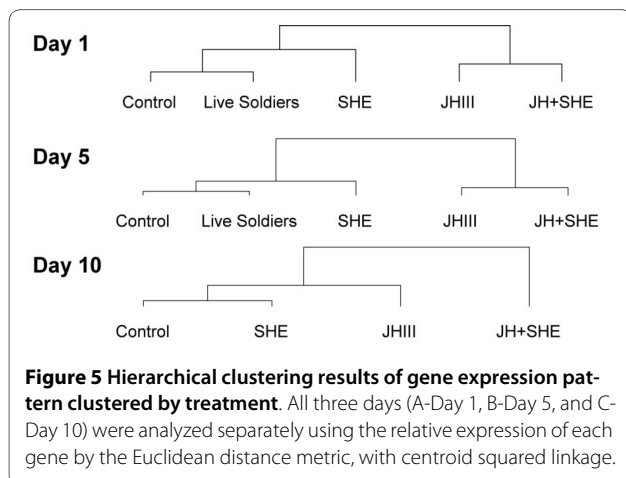 Day 1
Control Live Soldiers SHE JHIII JH+SHE
Day 5
Control Live Soldiers SHE JHIII JH+SHE
Day 10
Control SHE JHIII JH+SHE
Figure 5 Hierarchical clustering results of gene expression pat-
tern clustered by treatment. All three days (A-Day 1, B-Day 5, and C-
Day 10) were analyzed separately using the relative expression of each
gene by the Euclidean distance metric, with centroid squared linkage.